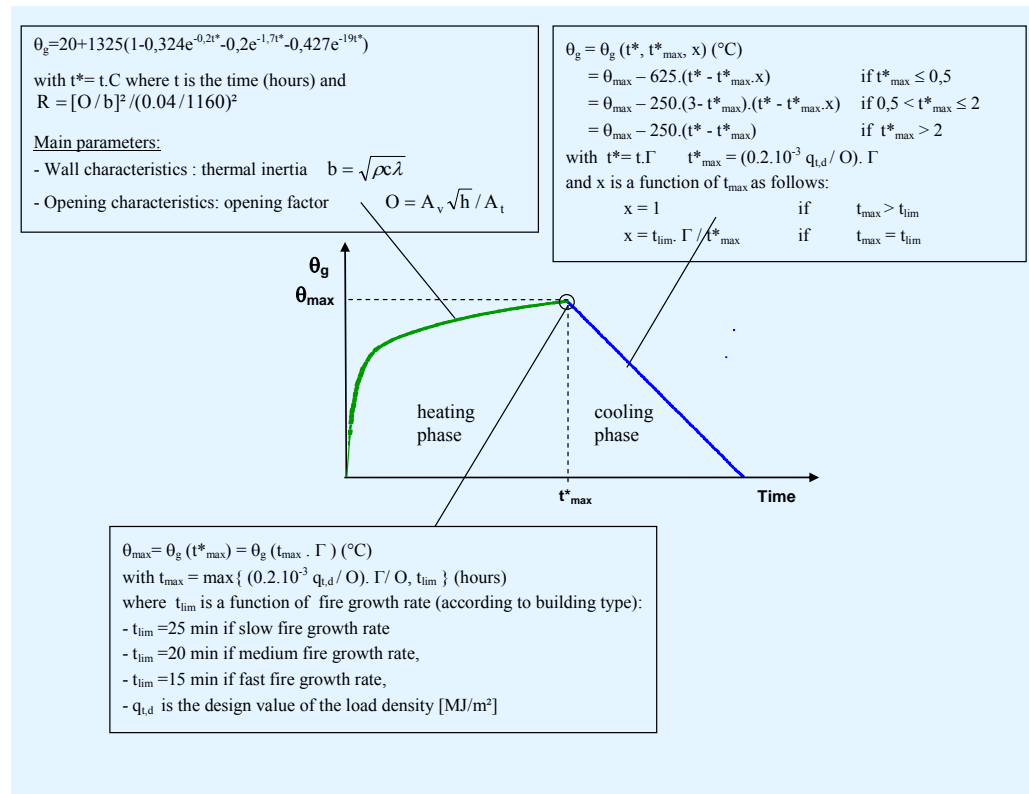 θg=20+1325(1-0,324e-0,2t*-0,2e-1,7t*-0,427e-19t*)
with t*= t.C where t is the time (hours) and
R = [O / b]² /(0.04 /1160)²
Main parameters:
- Wall characteristics : thermal inertia b = √ρcλ
- Opening characteristics: opening factor O = Av√h / At
θg = θg (t*, t*max, x) (°C)
= θmax – 625.(t* - t*max.x) if t*max ≤ 0,5
= θmax – 250.(3- t*max).(t* - t*max.x) if 0,5 < t*max ≤ 2
= θmax – 250.(t* - t*max) if t*max > 2
with t*= t.Γ t*max = (0.2.10-3 qt,d / O). Γ
and x is a function of tmax as follows:
x = 1 if tmax > tlim
x = tlim. Γ / t*max if tmax = tlim
θg
θmax
heating
phase
cooling
phase
t*max
Time
θmax= θg (t*max) = θg (tmax . Γ ) (°C)
with tmax = max{ (0.2.10-3 qt,d / O). Γ/ O, tlim } (hours)
where tlim is a function of fire growth rate (according to building type):
- tlim =25 min if slow fire growth rate
- tlim =20 min if medium fire growth rate,
- tlim =15 min if fast fire growth rate,
- qt,d is the design value of the load density [MJ/m²]